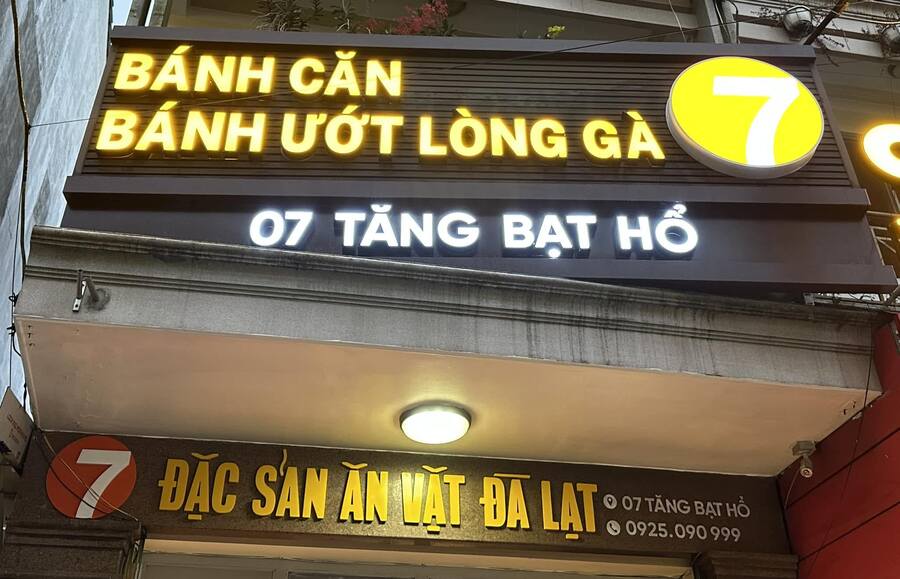 BÁNH CĂN
BÁNH ƯỚT LÒNG GÀ
7
07 TĂNG BẠT HỔ
7
ĐẶC SẢN ĂN VẶT ĐÀ LẠT
07 TĂNG BẠT HỔ
0925.090.999